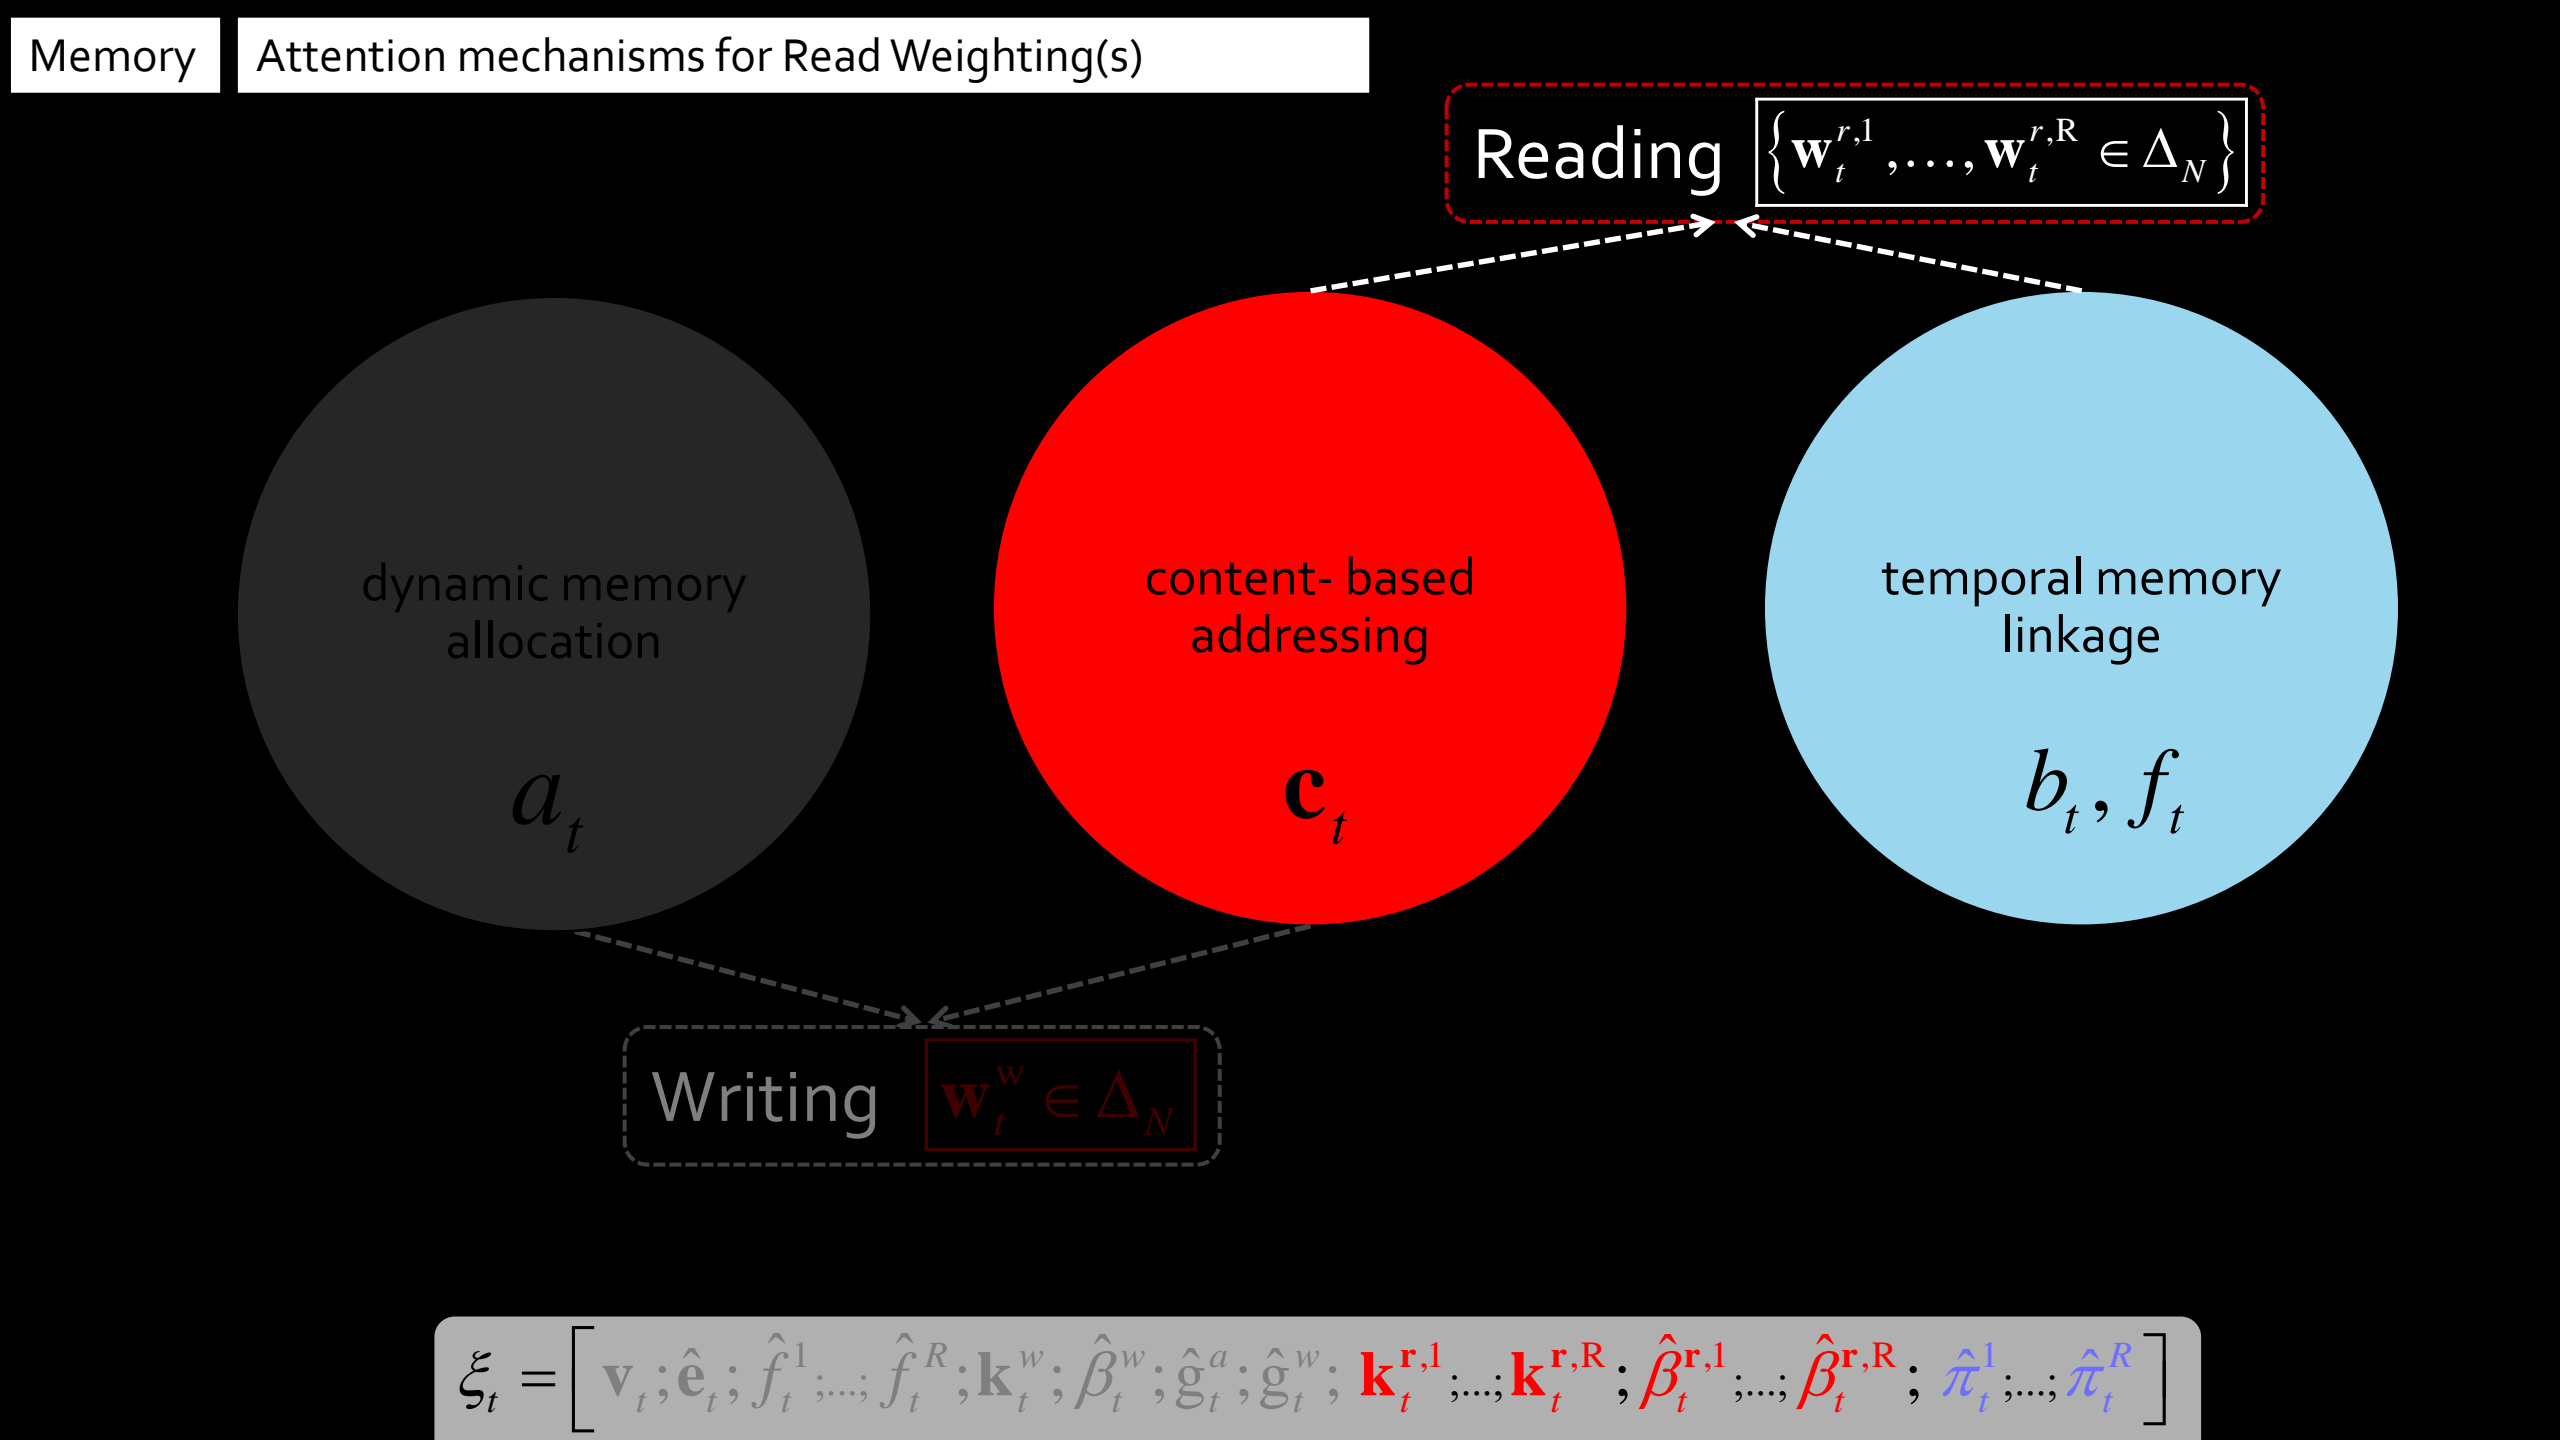 Memory
Attention mechanisms for Read Weighting(s)
Reading {𝐰_t^{r,1},...,𝐰_t^{r,R} ∈ Δ_N}
dynamic memory
allocation
a_t
content- based
addressing
𝐜_t
temporal memory
linkage
b_t, f_t
Writing 𝐰_t^w ∈ Δ_N
ξ_t = [ 𝐯_t; ê_t; f̂_t^1;...; f̂_t^R; 𝐤_t^w; β̂_t^w; ĝ_t^a; ĝ_t^w; 𝐤_t^{r,1};...; 𝐤_t^{r,R}; β̂_t^{r,1};...; β̂_t^{r,R}; π̂_t^1;...; π̂_t^R ]